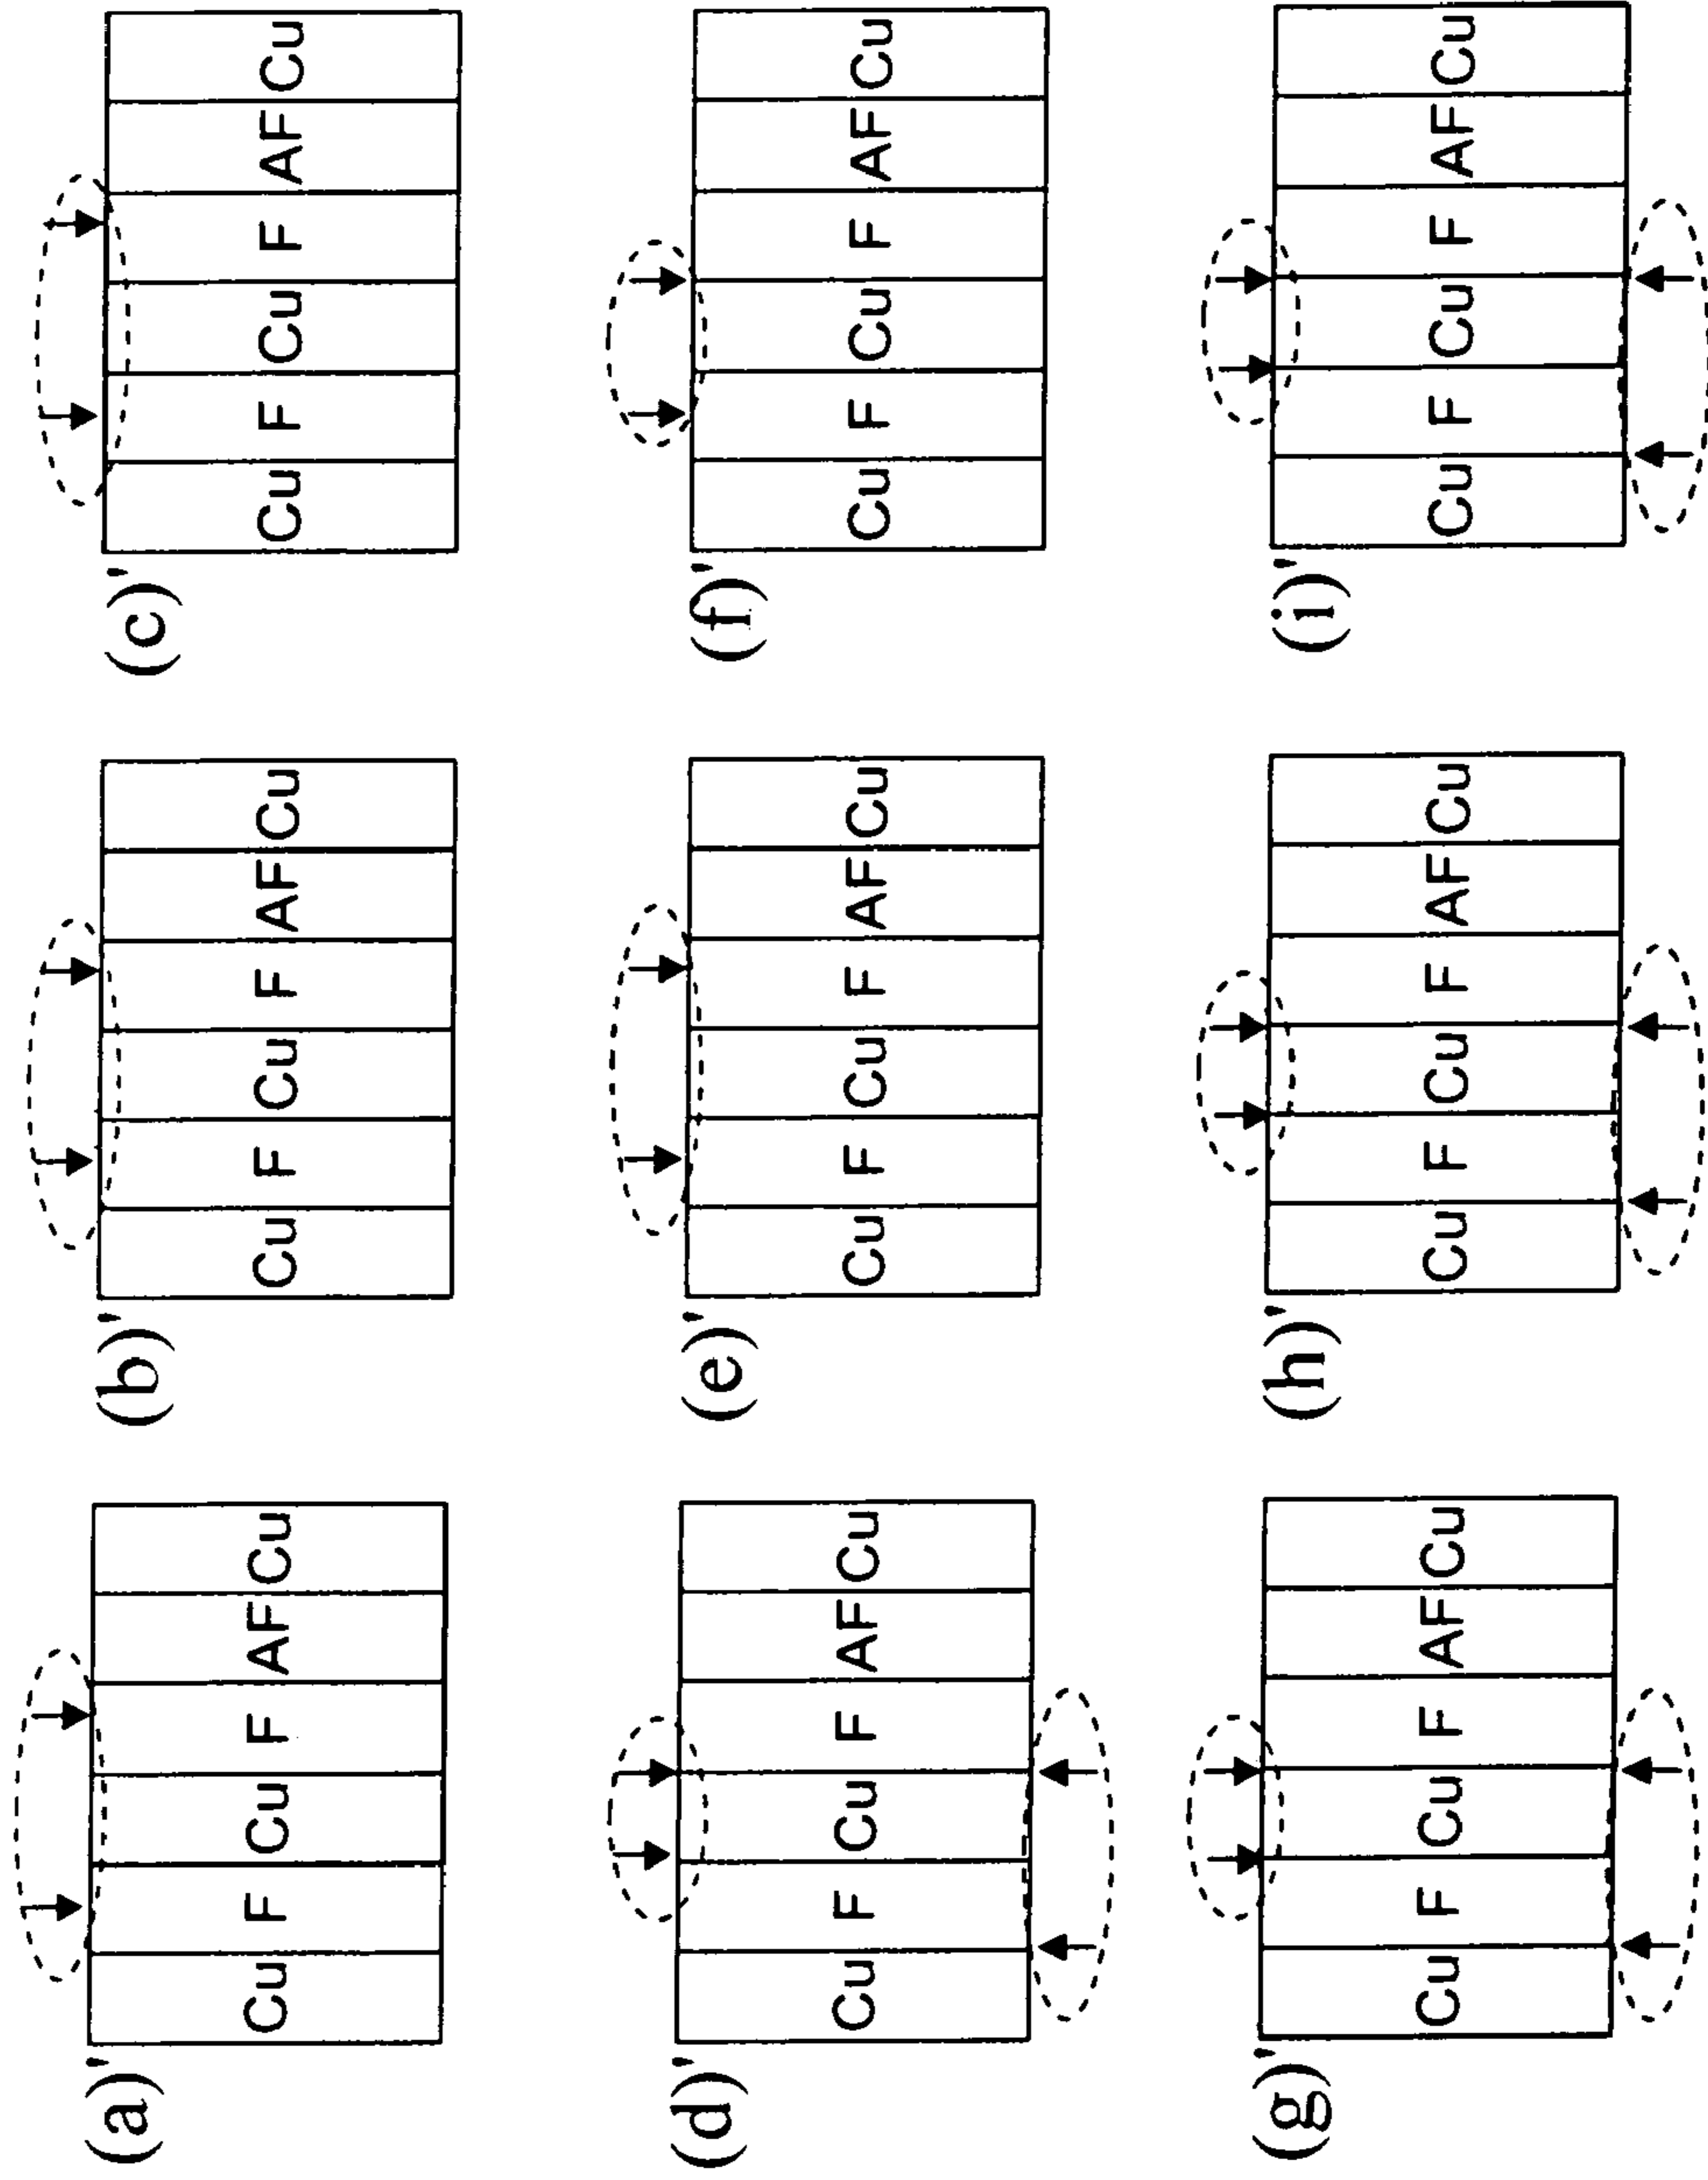 (a)' Cu F Cu F AF Cu
(b)' Cu F Cu F AF Cu
(c)' Cu F Cu F AF Cu
(d)' Cu F Cu F AF Cu
(e)' Cu F Cu F AF Cu
(f)' Cu F Cu F AF Cu
(g)' Cu F Cu F AF Cu
(h)' Cu F Cu F AF Cu
(i)' Cu F Cu F AF Cu